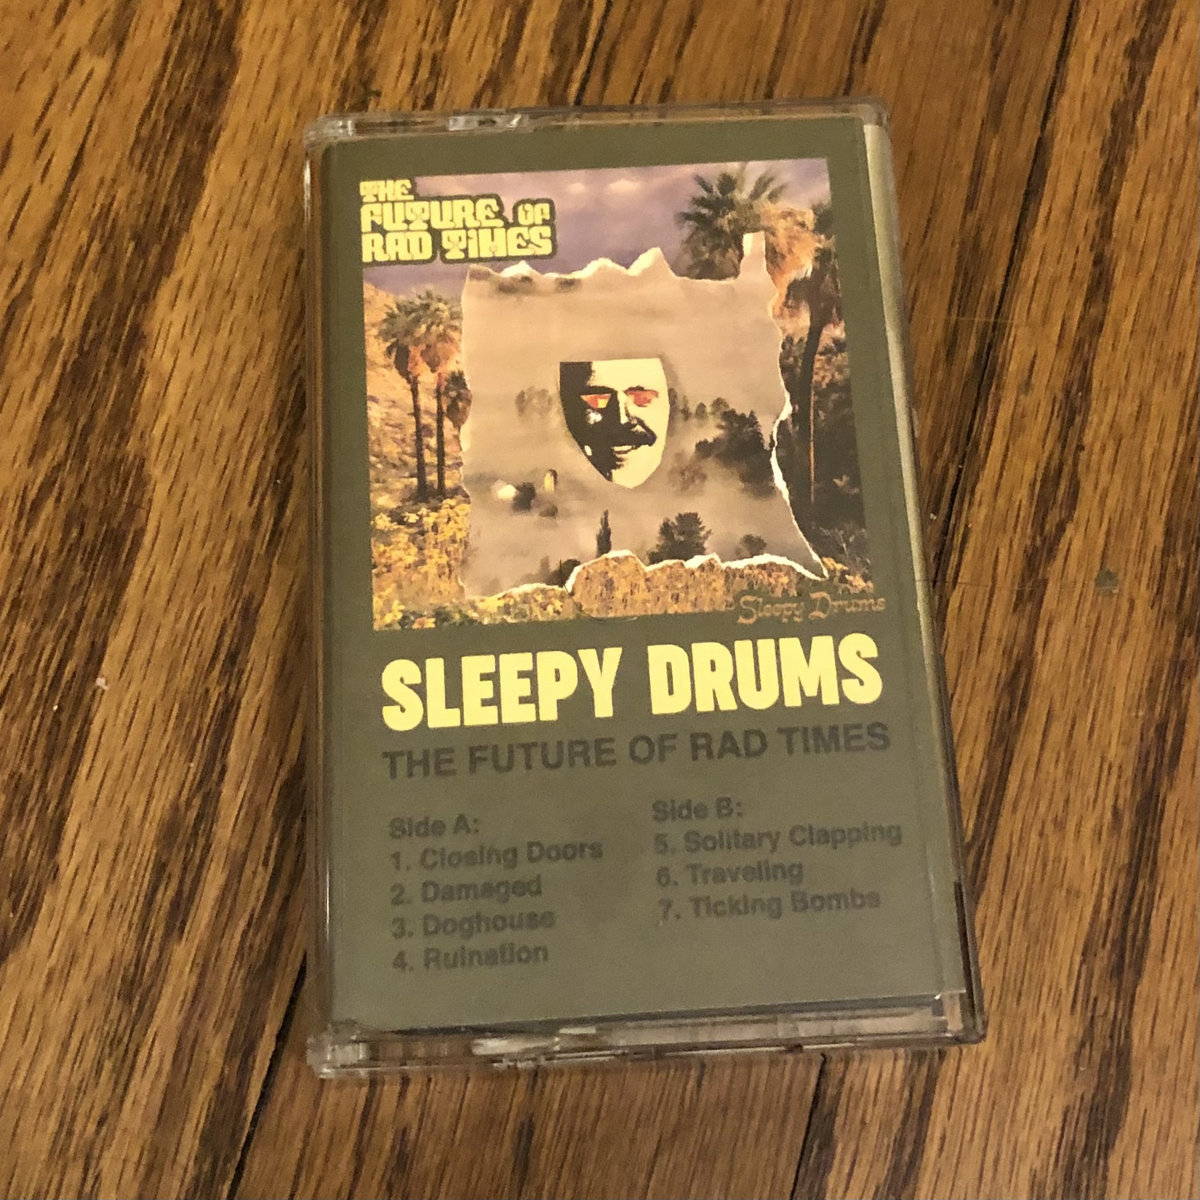 THE
FUTURE OF
RAD TIMES
Sleepy Drums
SLEEPY DRUMS
THE FUTURE OF RAD TIMES
Side A:
1. Closing Doors
2. Damaged
3. Doghouse
4. Ruination
Side B:
5. Solitary Clapping
6. Traveling
7. Ticking Bombs